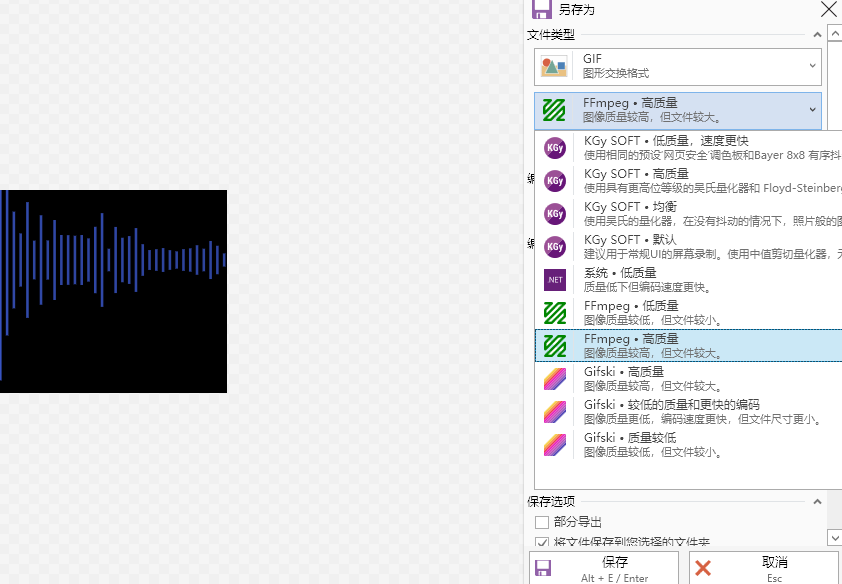 另存为
文件类型
GIF
图形交换格式
FFmpeg • 高质量
图像质量较高，但文件较大。
KGy SOFT • 低质量，速度更快
使用相同的预设'网页安全'调色板和Bayer 8x8 有序抖
KGy SOFT • 高质量
使用具有更高位等级的吴氏量化器和 Floyd-Steinberg
KGy SOFT • 均衡
使用吴氏的量化器，在没有抖动的情况下，照片般的图
KGy SOFT • 默认
建议用于常规UI的屏幕录制。使用中值剪切量化器，无
.NET
系统 • 低质量
质量低下但编码速度更快。
FFmpeg • 低质量
图像质量较低，但文件较小。
FFmpeg • 高质量
图像质量较高，但文件较大。
Gifski • 高质量
图像质量较高，但文件较大。
Gifski • 较低的质量和更快的编码
图像质量更低，编码速度更快，但文件尺寸更小。
Gifski • 质量较低
图像质量较低，但文件较小。
保存选项
部分导出
将文件保存到您选择的文件夹
保存
Alt + E / Enter
取消
Esc